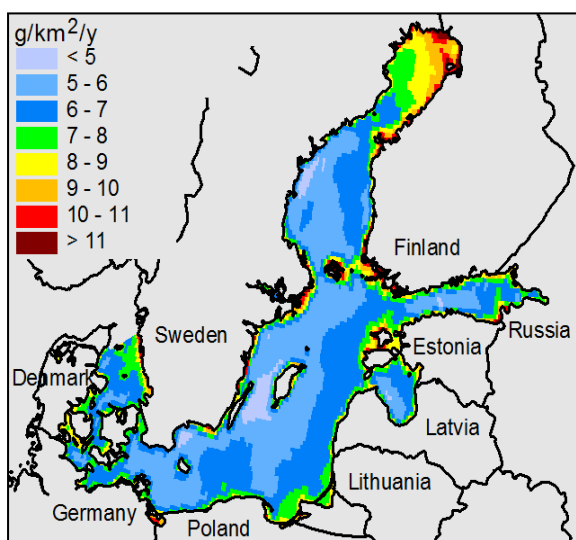 g/km²/y
< 5
5 - 6
6 - 7
7 - 8
8 - 9
9 - 10
10 - 11
> 11
Finland
Sweden
Russia
Estonia
Denmark
Latvia
Lithuania
Germany
Poland